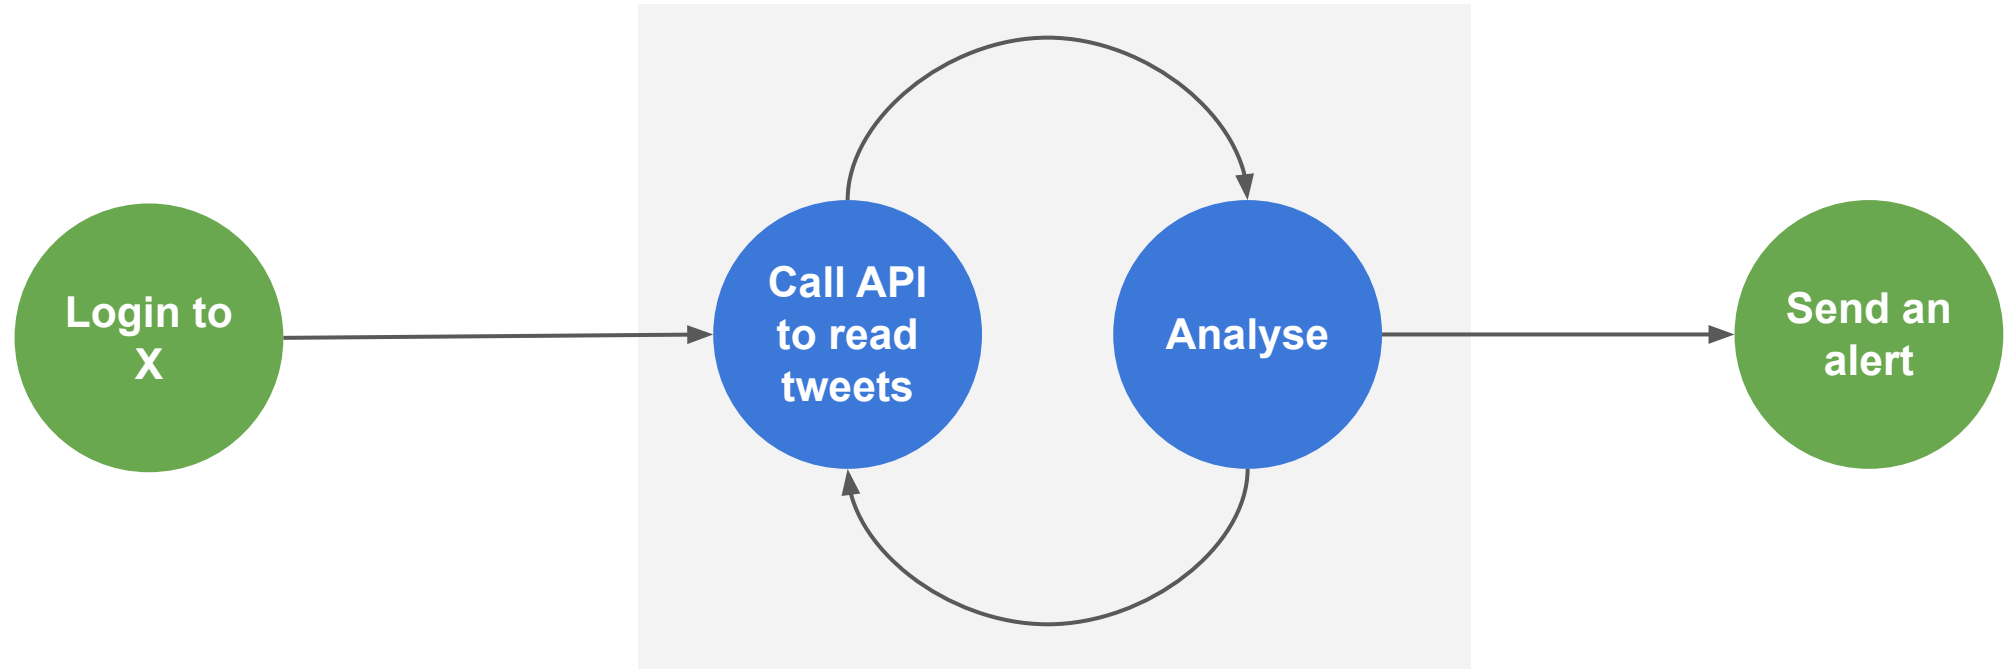 Login to
X
Call API
to read
tweets
Analyse
Send an
alert